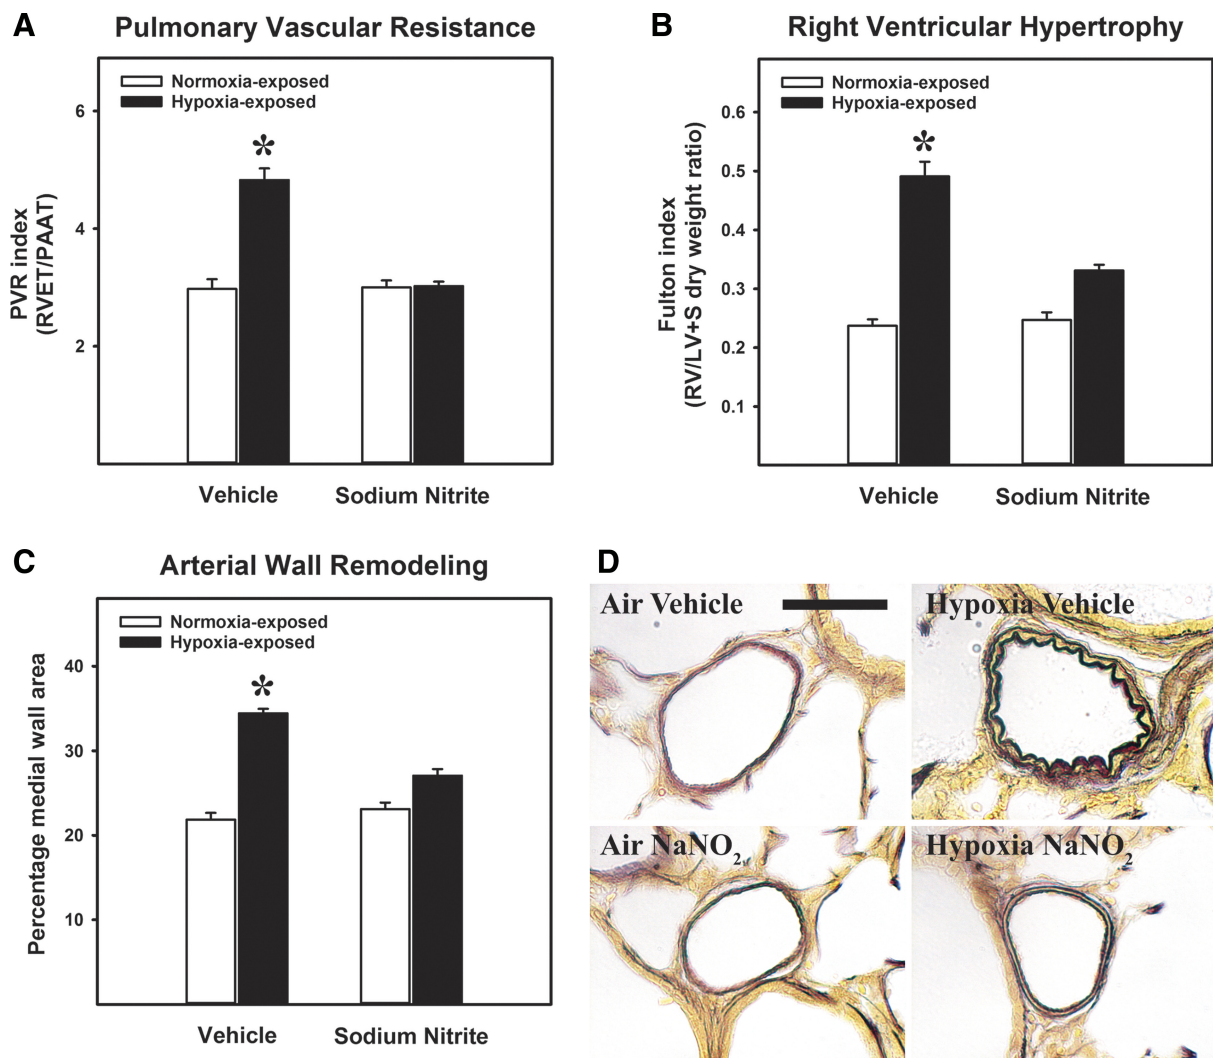 A
Pulmonary Vascular Resistance
Normoxia-exposed
Hypoxia-exposed
6
4
2
PVR index
(RVET/PAAT)
*
Vehicle
Sodium Nitrite
B
Right Ventricular Hypertrophy
Normoxia-exposed
Hypoxia-exposed
0.6
0.5
0.4
0.3
0.2
0.1
Fulton index
(RV/LV+S dry weight ratio)
*
Vehicle
Sodium Nitrite
C
Arterial Wall Remodeling
Normoxia-exposed
Hypoxia-exposed
40
30
20
10
Percentage medial wall area
*
Vehicle
Sodium Nitrite
D
Air Vehicle
Hypoxia Vehicle
Air NaNO₂
Hypoxia NaNO₂